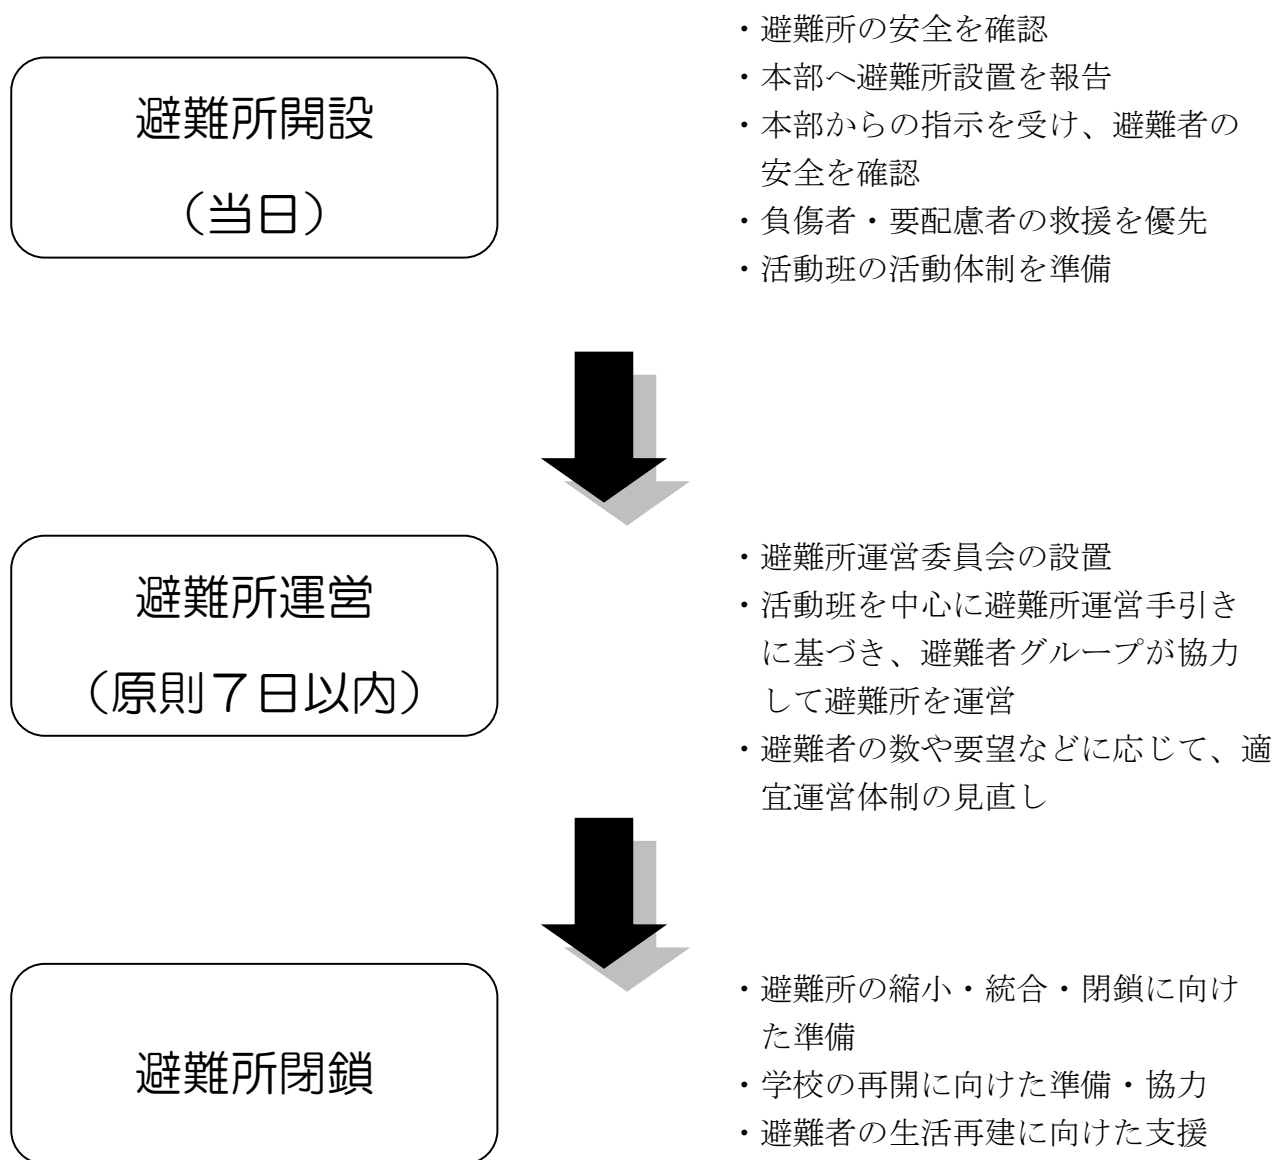 避難所開設
（当日）
・避難所の安全を確認
・本部へ避難所設置を報告
・本部からの指示を受け、避難者の
安全を確認
・負傷者・要配慮者の救援を優先
・活動班の活動体制を準備
避難所運営
（原則７日以内）
・避難所運営委員会の設置
・活動班を中心に避難所運営手引き
に基づき、避難者グループが協力
して避難所を運営
・避難者の数や要望などに応じて、適
宜運営体制の見直し
避難所閉鎖
・避難所の縮小・統合・閉鎖に向け
た準備
・学校の再開に向けた準備・協力
・避難者の生活再建に向けた支援